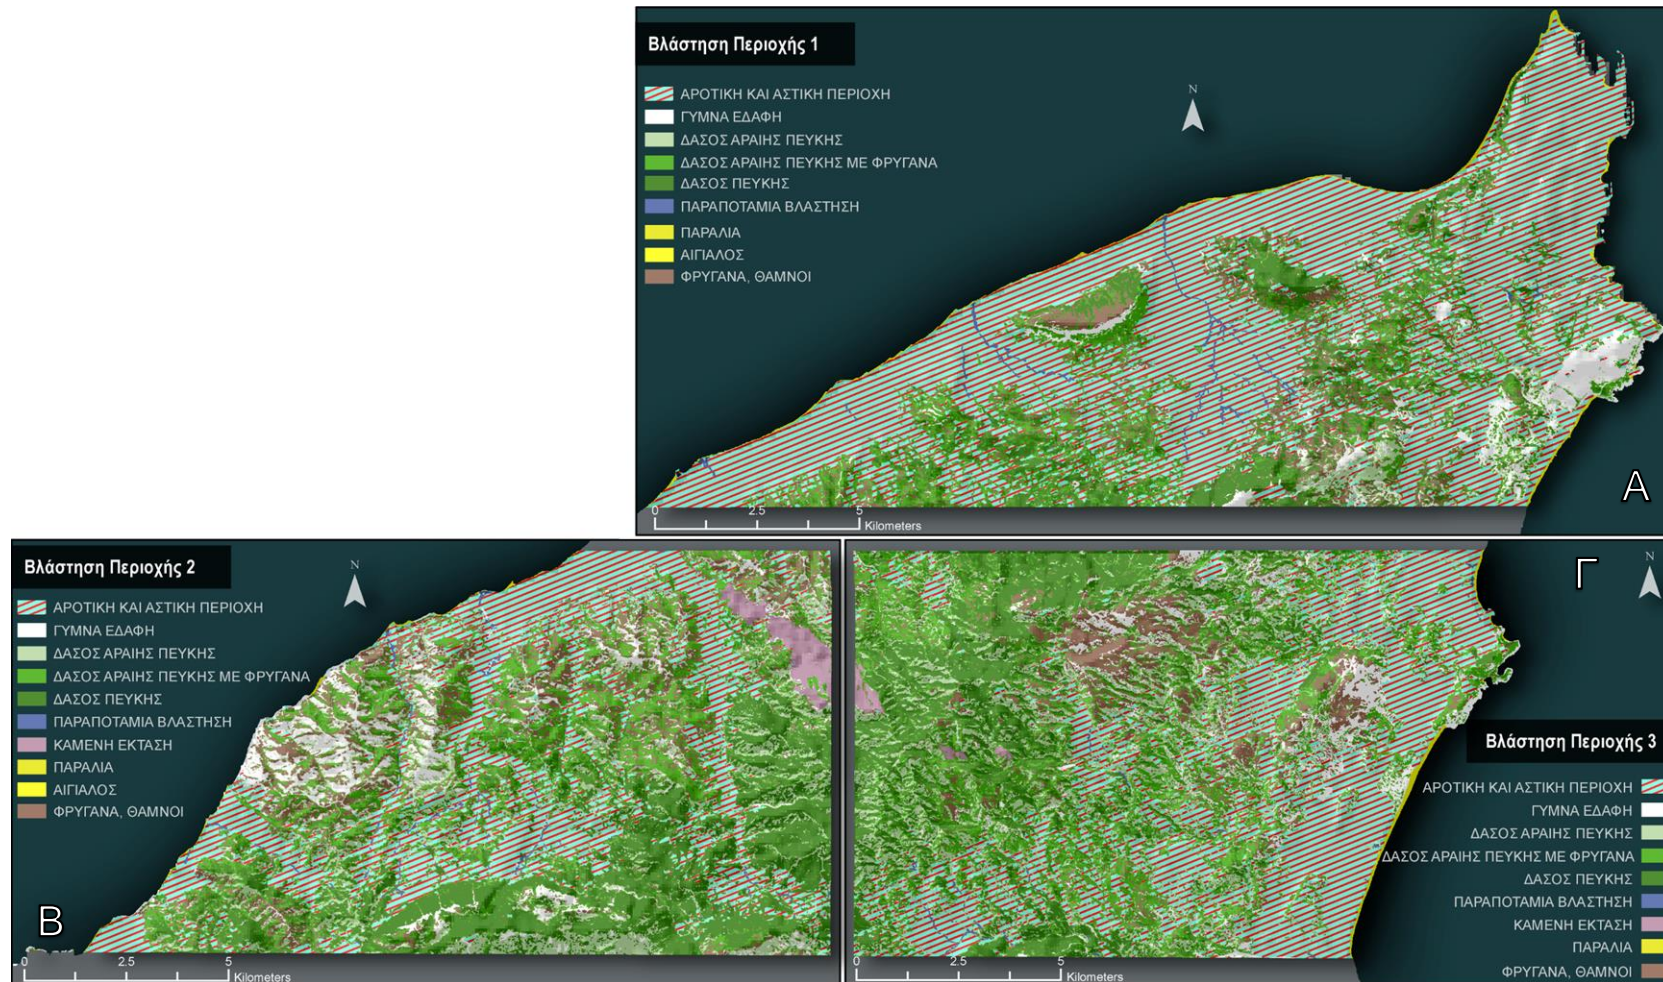 Βλάστηση Περιοχής 1
N
ΑΡΟΤΙΚΗ ΚΑΙ ΑΣΤΙΚΗ ΠΕΡΙΟΧΗ
ΓΥΜΝΑ ΕΔΑΦΗ
ΔΑΣΟΣ ΑΡΑΙΗΣ ΠΕΥΚΗΣ
ΔΑΣΟΣ ΑΡΑΙΗΣ ΠΕΥΚΗΣ ΜΕ ΦΡΥΓΑΝΑ
ΔΑΣΟΣ ΠΕΥΚΗΣ
ΠΑΡΑΠΟΤΑΜΙΑ ΒΛΑΣΤΗΣΗ
ΠΑΡΑΛΙΑ
ΑΙΓΙΑΛΟΣ
ΦΡΥΓΑΝΑ, ΘΑΜΝΟΙ
Α
0 2.5 5
Kilometers
Βλάστηση Περιοχής 2
N
ΑΡΟΤΙΚΗ ΚΑΙ ΑΣΤΙΚΗ ΠΕΡΙΟΧΗ
ΓΥΜΝΑ ΕΔΑΦΗ
ΔΑΣΟΣ ΑΡΑΙΗΣ ΠΕΥΚΗΣ
ΔΑΣΟΣ ΑΡΑΙΗΣ ΠΕΥΚΗΣ ΜΕ ΦΡΥΓΑΝΑ
ΔΑΣΟΣ ΠΕΥΚΗΣ
ΠΑΡΑΠΟΤΑΜΙΑ ΒΛΑΣΤΗΣΗ
ΚΑΜΕΝΗ ΕΚΤΑΣΗ
ΠΑΡΑΛΙΑ
ΑΙΓΙΑΛΟΣ
ΦΡΥΓΑΝΑ, ΘΑΜΝΟΙ
Β
0 2.5 5
Kilometers
Γ
N
Βλάστηση Περιοχής 3
ΑΡΟΤΙΚΗ ΚΑΙ ΑΣΤΙΚΗ ΠΕΡΙΟΧΗ
ΓΥΜΝΑ ΕΔΑΦΗ
ΔΑΣΟΣ ΑΡΑΙΗΣ ΠΕΥΚΗΣ
ΔΑΣΟΣ ΑΡΑΙΗΣ ΠΕΥΚΗΣ ΜΕ ΦΡΥΓΑΝΑ
ΔΑΣΟΣ ΠΕΥΚΗΣ
ΠΑΡΑΠΟΤΑΜΙΑ ΒΛΑΣΤΗΣΗ
ΚΑΜΕΝΗ ΕΚΤΑΣΗ
ΠΑΡΑΛΙΑ
ΦΡΥΓΑΝΑ, ΘΑΜΝΟΙ
0 2.5 5
Kilometers